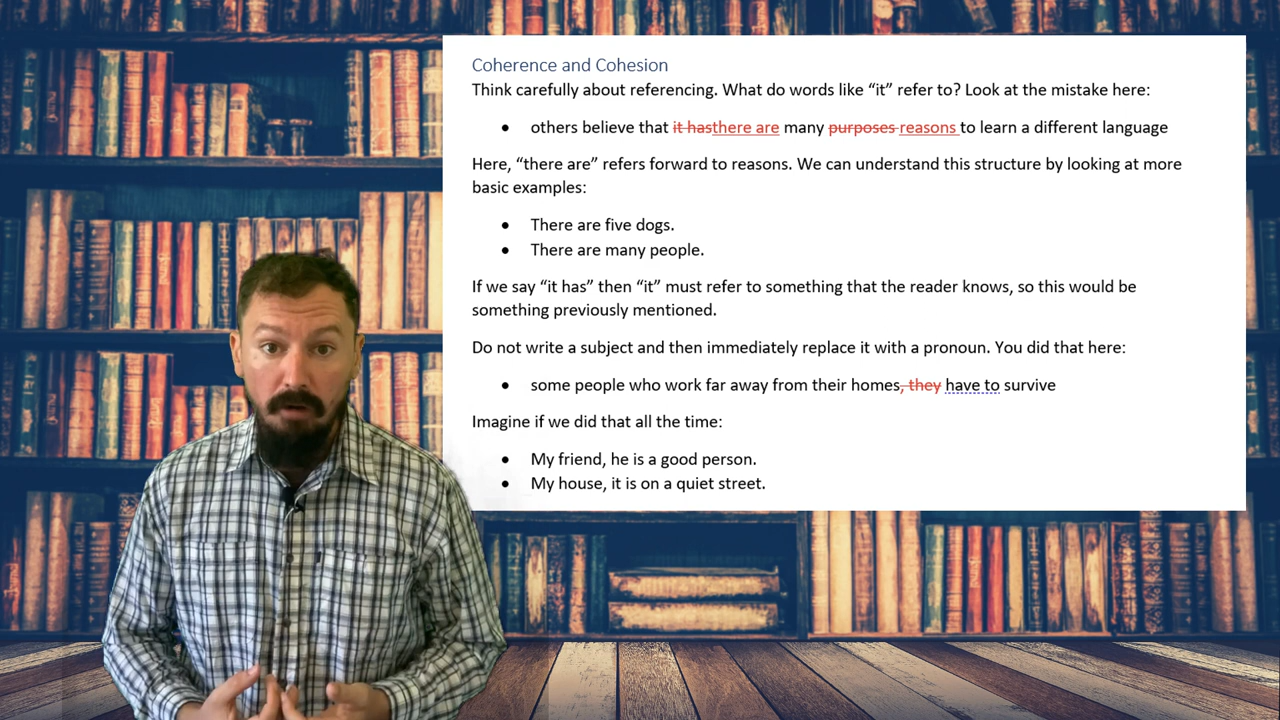 Coherence and Cohesion
Think carefully about referencing. What do words like “it” refer to? Look at the mistake here:
• others believe that it hasthere are many purposes reasons to learn a different language
Here, “there are” refers forward to reasons. We can understand this structure by looking at more
basic examples:
• There are five dogs.
• There are many people.
If we say “it has” then “it” must refer to something that the reader knows, so this would be
something previously mentioned.
Do not write a subject and then immediately replace it with a pronoun. You did that here:
• some people who work far away from their homes, they have to survive
Imagine if we did that all the time:
• My friend, he is a good person.
• My house, it is on a quiet street.